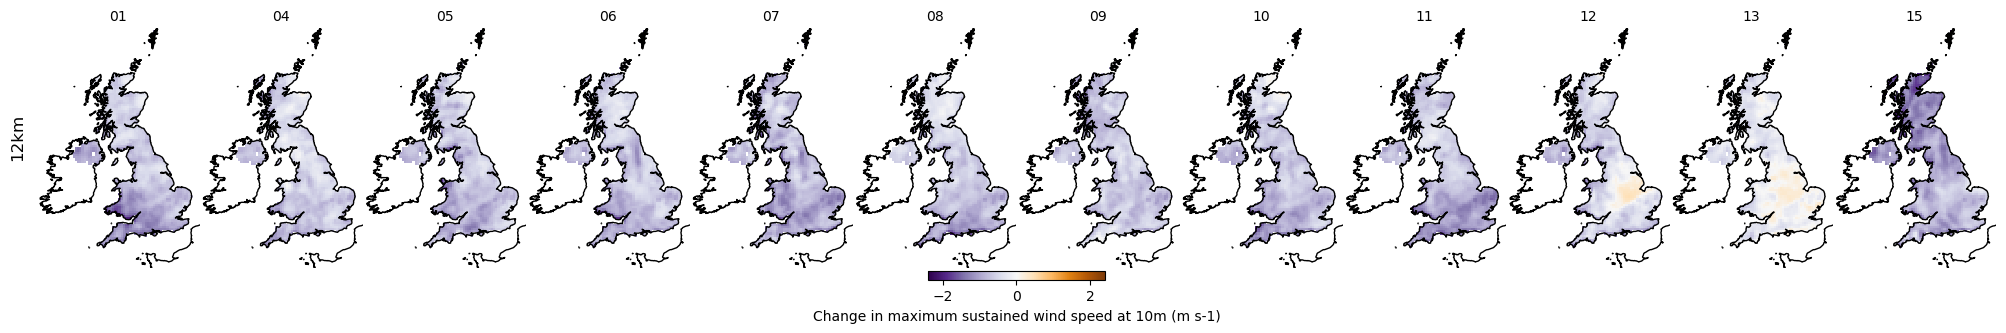 01 04 05 06 07 08 09 10 11 12 13 15
12km
−2 0 2
Change in maximum sustained wind speed at 10m (m s-1)